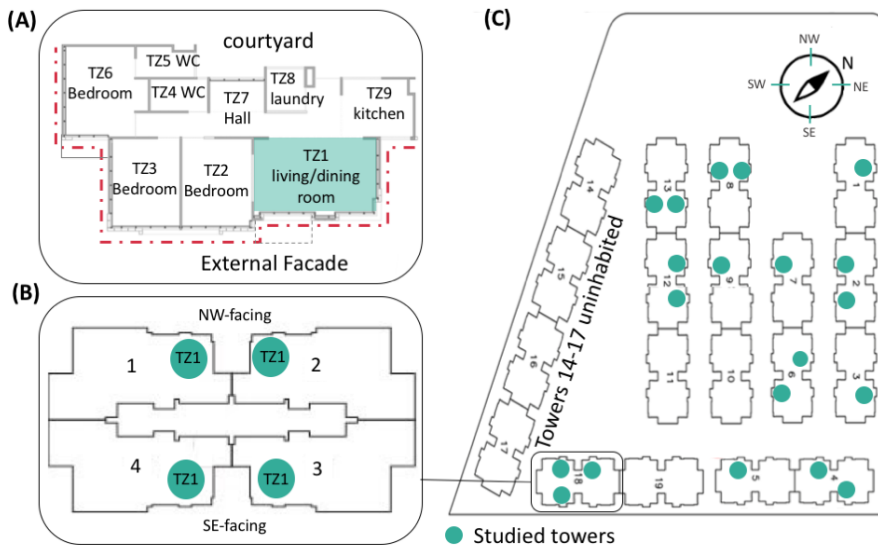 (A)
courtyard
TZ5 WC
TZ6
Bedroom
TZ4 WC
TZ8
laundry
TZ7
Hall
TZ9
kitchen
TZ3
Bedroom
TZ2
Bedroom
TZ1
living/dining
room
External Facade
(B)
NW-facing
1
TZ1
TZ1
2
4
TZ1
TZ1
3
SE-facing
(C)
NW
N
SW
NE
SE
14
13
8
1
15
12
9
7
2
16
11
10
6
3
17
Towers 14-17 uninhabited
18
19
5
4
Studied towers